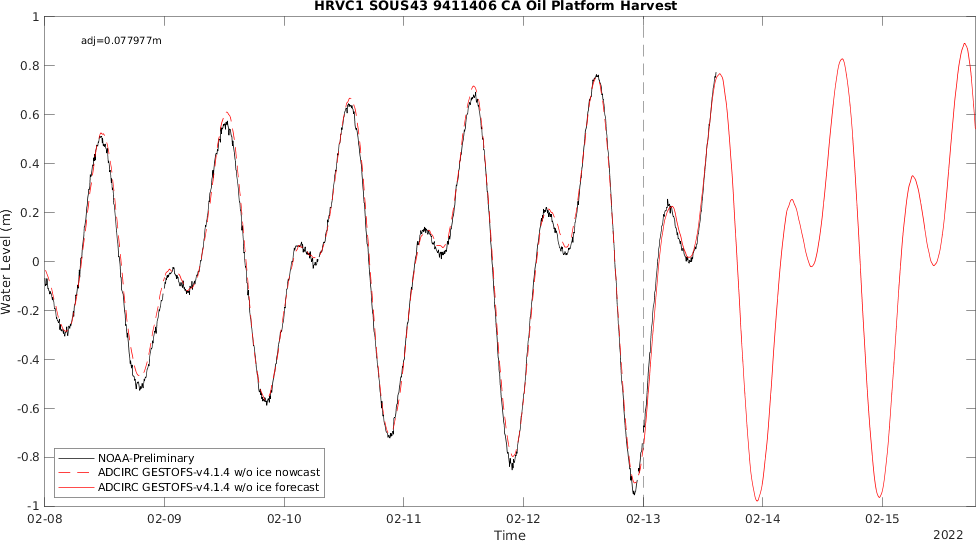 HRVC1 SOUS43 9411406 CA Oil Platform Harvest
adj=0.077977m
1
0.8
0.6
0.4
0.2
0
-0.2
-0.4
-0.6
-0.8
-1
Water Level (m)
NOAA-Preliminary
ADCIRC GESTOFS-v4.1.4 w/o ice nowcast
ADCIRC GESTOFS-v4.1.4 w/o ice forecast
02-08 02-09 02-10 02-11 02-12 02-13 02-14 02-15
Time
2022